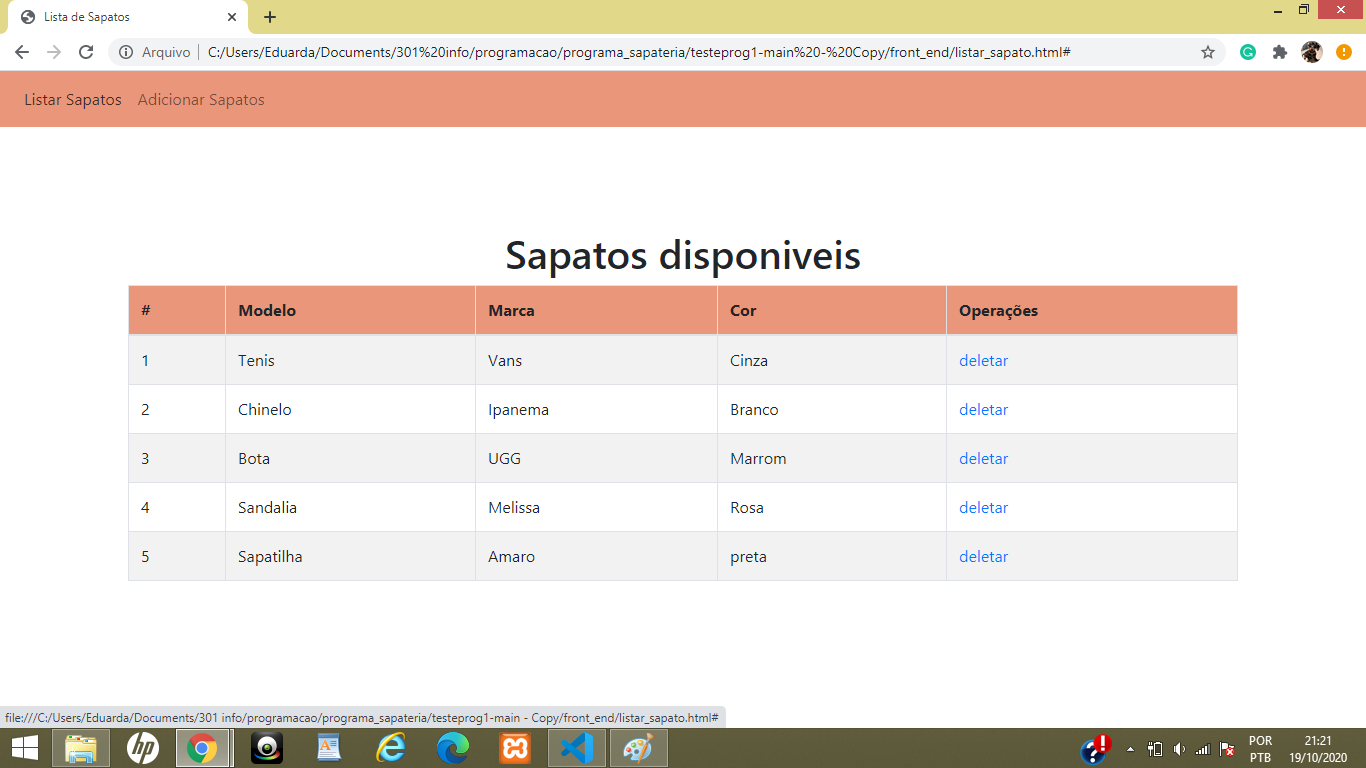 Lista de Sapatos
Arquivo C:/Users/Eduarda/Documents/301%20info/programacao/programa_sapateria/testeprog1-main%20-%20Copy/front_end/listar_sapato.html#
Listar Sapatos Adicionar Sapatos
Sapatos disponiveis
# Modelo Marca Cor Operações
1 Tenis Vans Cinza deletar
2 Chinelo Ipanema Branco deletar
3 Bota UGG Marrom deletar
4 Sandalia Melissa Rosa deletar
5 Sapatilha Amaro preta deletar
file:///C:/Users/Eduarda/Documents/301 info/programacao/programa_sapateria/testeprog1-main - Copy/front_end/listar_sapato.html#
POR 21:21
PTB 19/10/2020